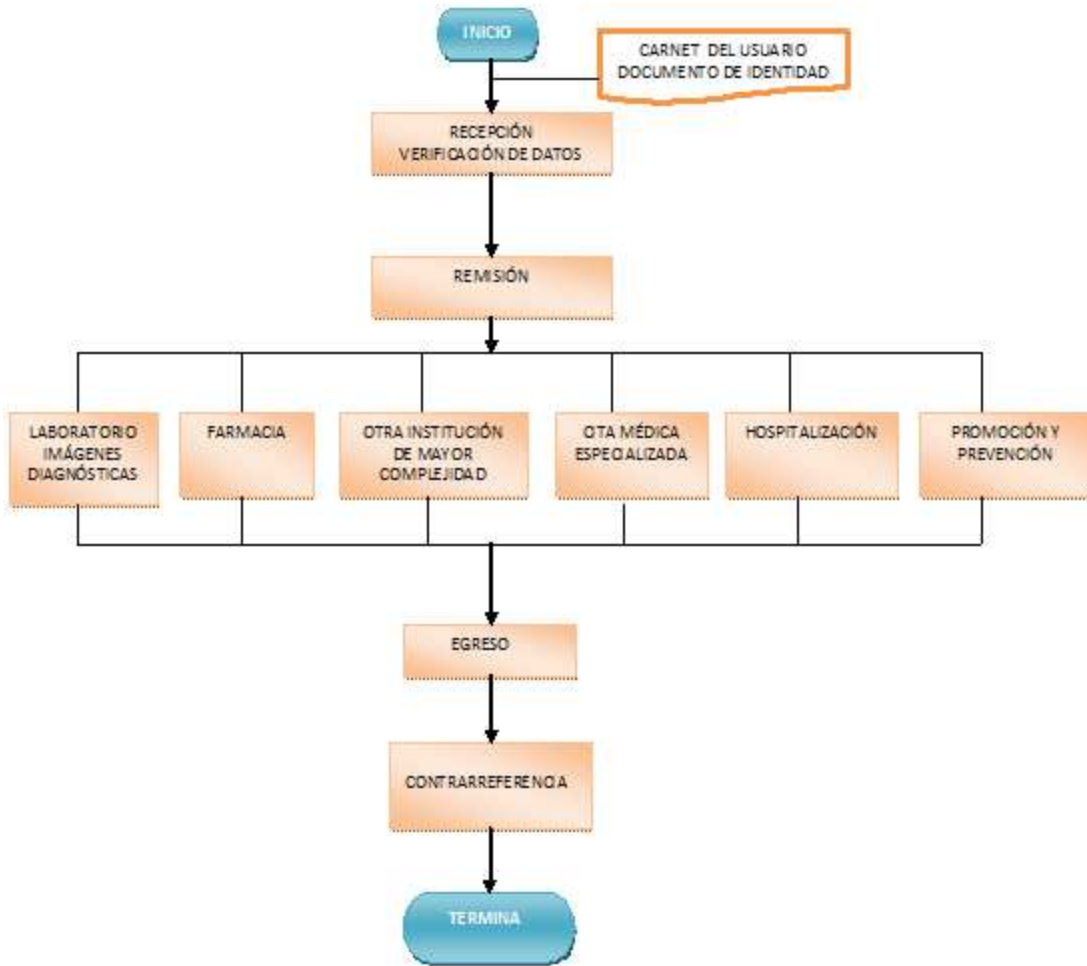 INICIO
CARNET DEL USUARIO
DOCUMENTO DE IDENTIDAD
RECEPCIÓN
VERIFICACIÓN DE DATOS
REMISIÓN
LABORATORIO
IMÁGENES
DIAGNÓSTICAS
FARMACIA
OTRA INSTITUCIÓN
DE MAYOR
COMPLEJIDAD
CITA MÉDICA
ESPECIALIZADA
HOSPITALIZACIÓN
PROMOCIÓN Y
PREVENCIÓN
EGRESO
CONTRARREFERENCIA
TERMINA